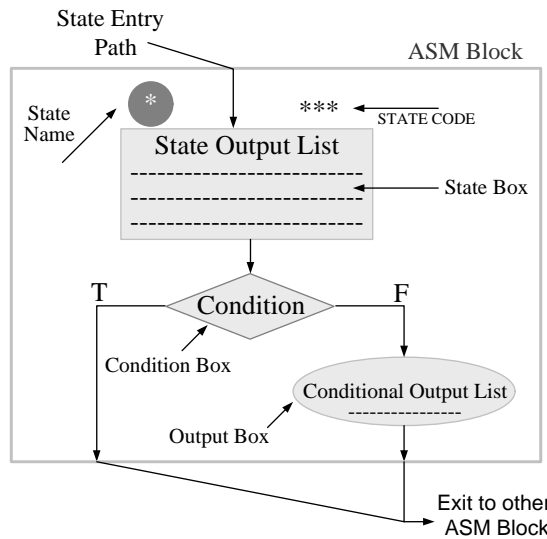 State Entry
Path
ASM Block
State
Name
*
***
STATE CODE
State Output List
State Box
T
Condition
F
Condition Box
Conditional Output List
Output Box
Exit to other
ASM Block